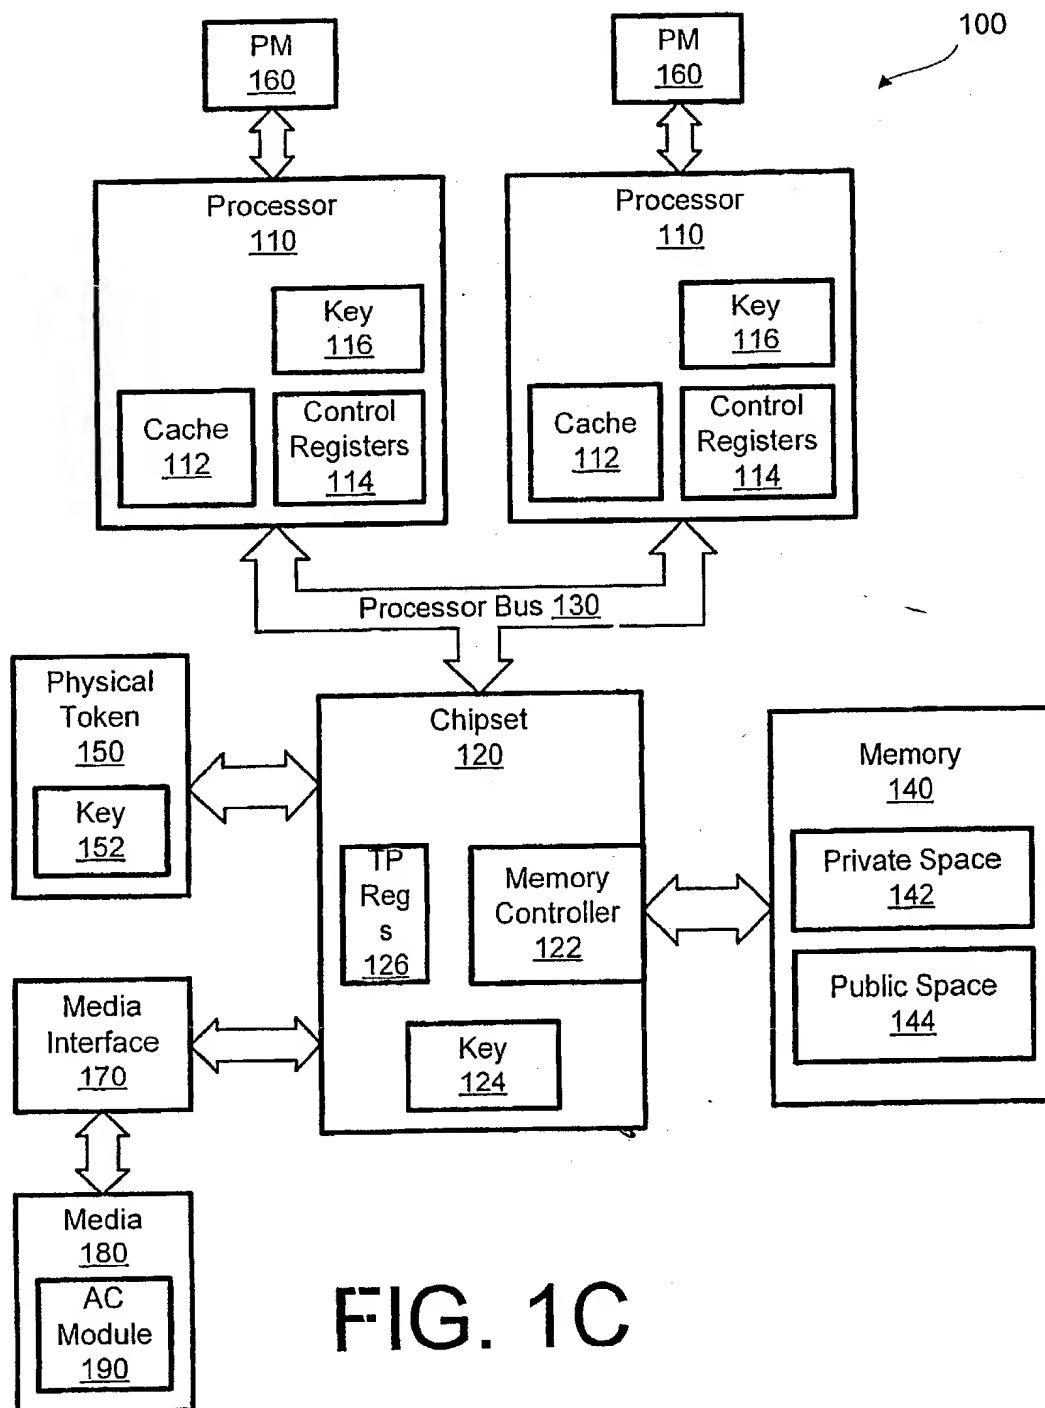 100
PM
160
PM
160
Processor
110
Key
116
Cache
112
Control
Registers
114
Processor
110
Key
116
Cache
112
Control
Registers
114
Processor Bus 130
Physical
Token
150
Key
152
Chipset
120
TP
Reg
s
126
Memory
Controller
122
Key
124
Memory
140
Private Space
142
Public Space
144
Media
Interface
170
Media
180
AC
Module
190
FIG. 1C